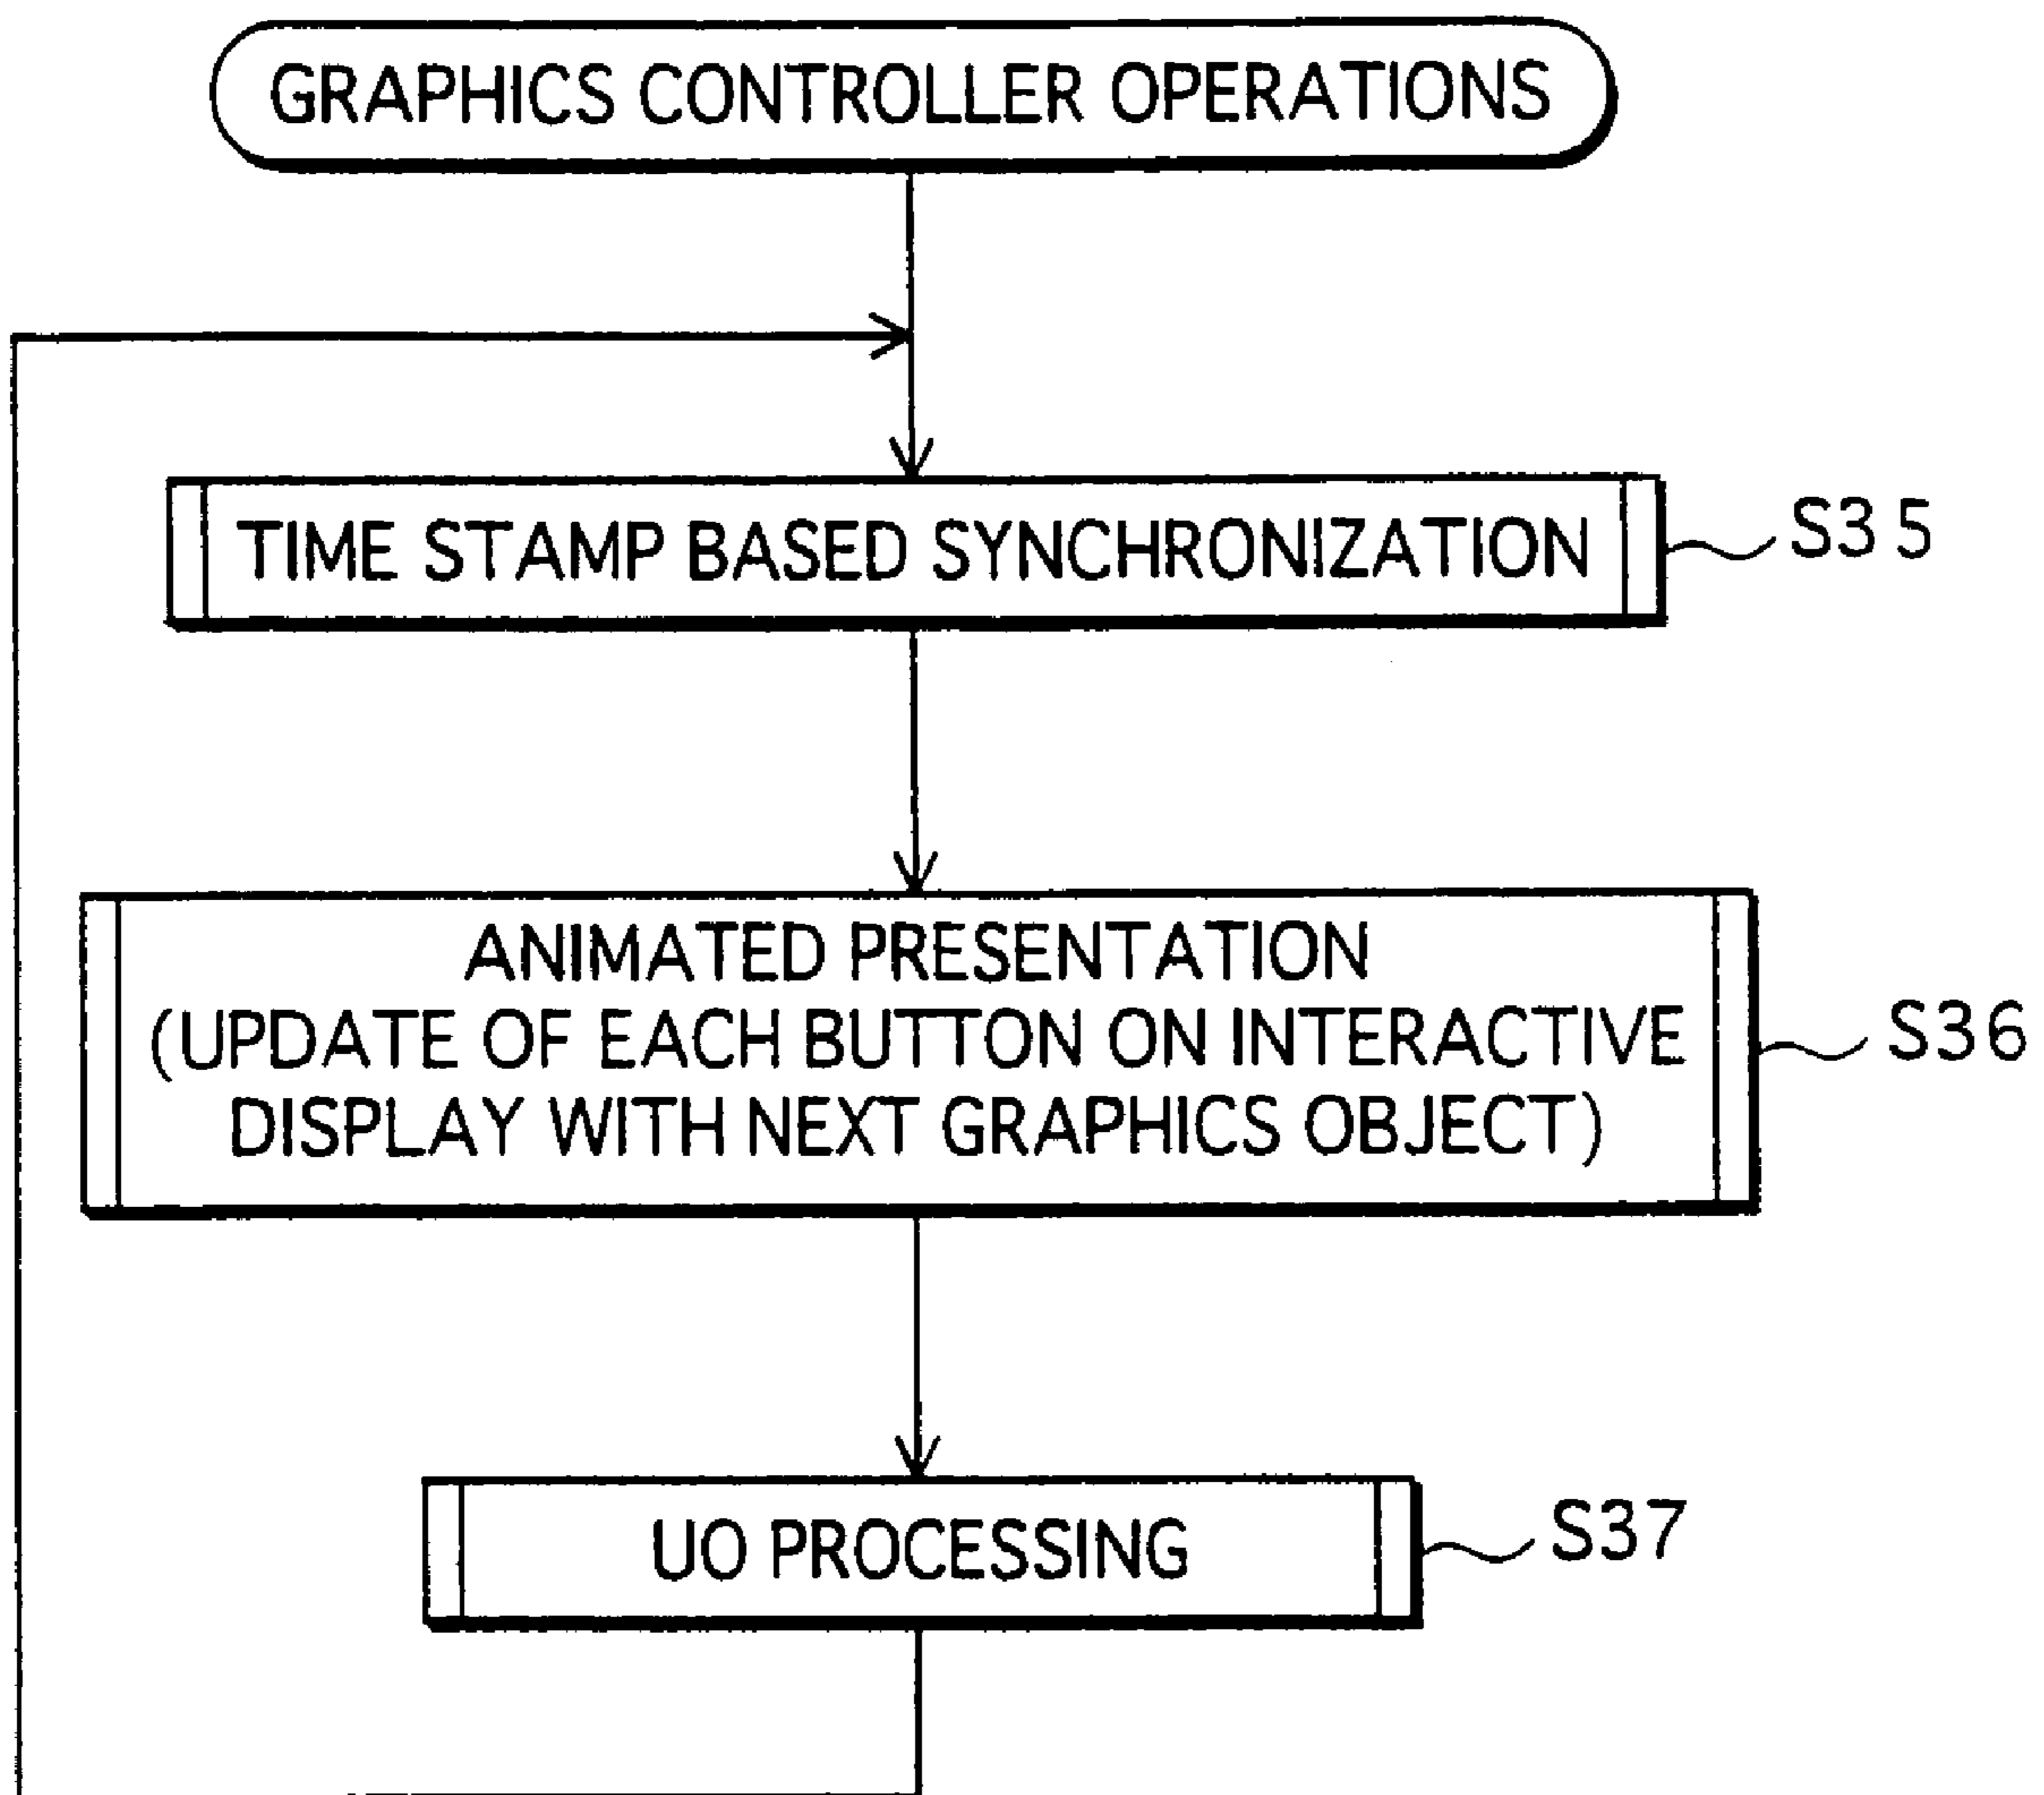 GRAPHICS CONTROLLER OPERATIONS
TIME STAMP BASED SYNCHRONIZATION
S35
ANIMATED PRESENTATION
(UPDATE OF EACH BUTTON ON INTERACTIVE
DISPLAY WITH NEXT GRAPHICS OBJECT)
S36
UO PROCESSING
S37